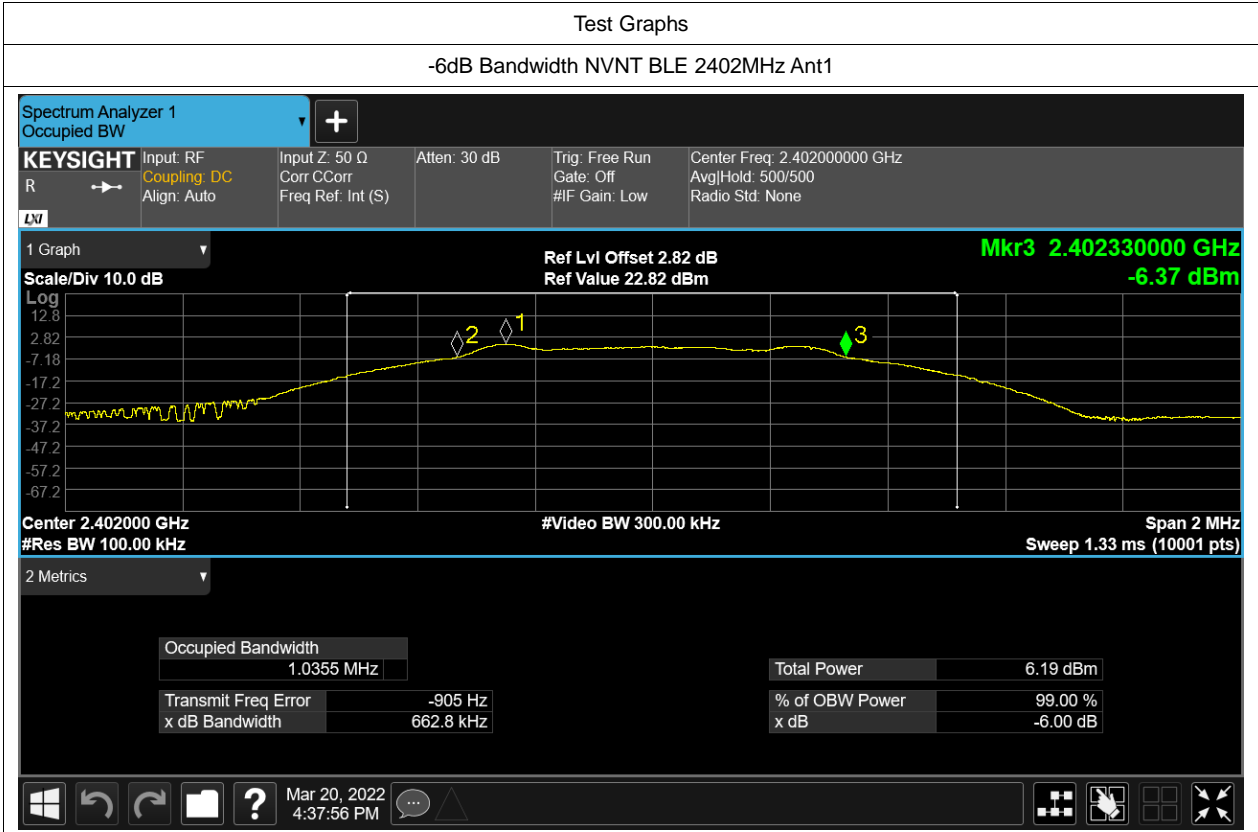 Test Graphs
-6dB Bandwidth NVNT BLE 2402MHz Ant1
Spectrum Analyzer 1
Occupied BW
+
KEYSIGHT
R
LXI
Input: RF
Coupling: DC
Align: Auto
Input Z: 50 Ω
Corr CCorr
Freq Ref: Int (S)
Atten: 30 dB
Trig: Free Run
Gate: Off
#IF Gain: Low
Center Freq: 2.402000000 GHz
Avg|Hold: 500/500
Radio Std: None
1 Graph
Scale/Div 10.0 dB
Ref Lvl Offset 2.82 dB
Ref Value 22.82 dBm
Mkr3 2.402330000 GHz
-6.37 dBm
Log
12.8
2.82
-7.18
-17.2
-27.2
-37.2
-47.2
-57.2
-67.2
2
1
3
Center 2.402000 GHz
#Res BW 100.00 kHz
#Video BW 300.00 kHz
Span 2 MHz
Sweep 1.33 ms (10001 pts)
2 Metrics
Occupied Bandwidth
1.0355 MHz
Transmit Freq Error -905 Hz
x dB Bandwidth 662.8 kHz
Total Power 6.19 dBm
% of OBW Power 99.00 %
x dB -6.00 dB
?
Mar 20, 2022
4:37:56 PM